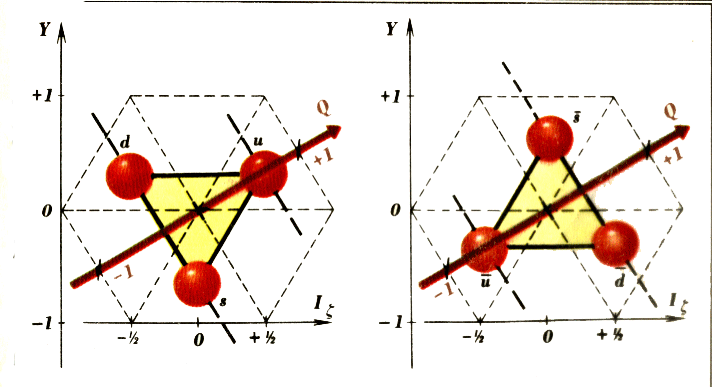 Y
Q
+1
d
u
+1
0
-1
s
I ζ
-1
-½
0
+½
Y
s̅
Q
+1
+1
0
-1
u̅
d̅
I ζ
-1
-½
0
+½